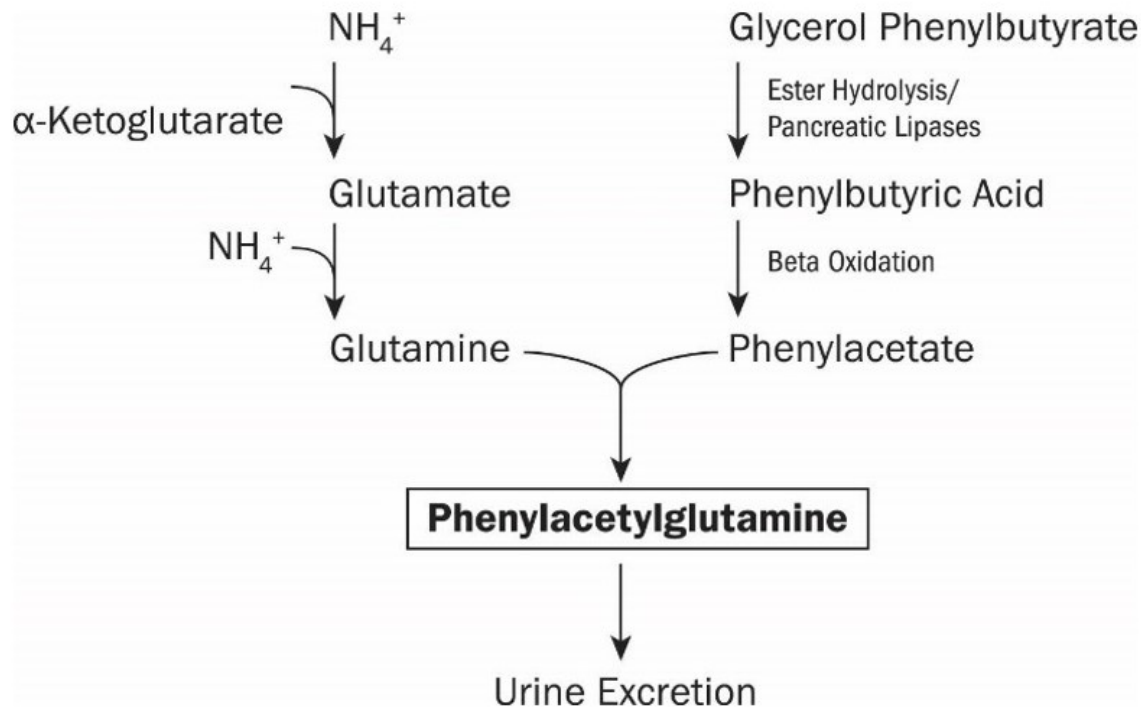 NH₄⁺
Glycerol Phenylbutyrate
α-Ketoglutarate
Ester Hydrolysis/
Pancreatic Lipases
Glutamate
Phenylbutyric Acid
NH₄⁺
Beta Oxidation
Glutamine
Phenylacetate
Phenylacetylglutamine
Urine Excretion